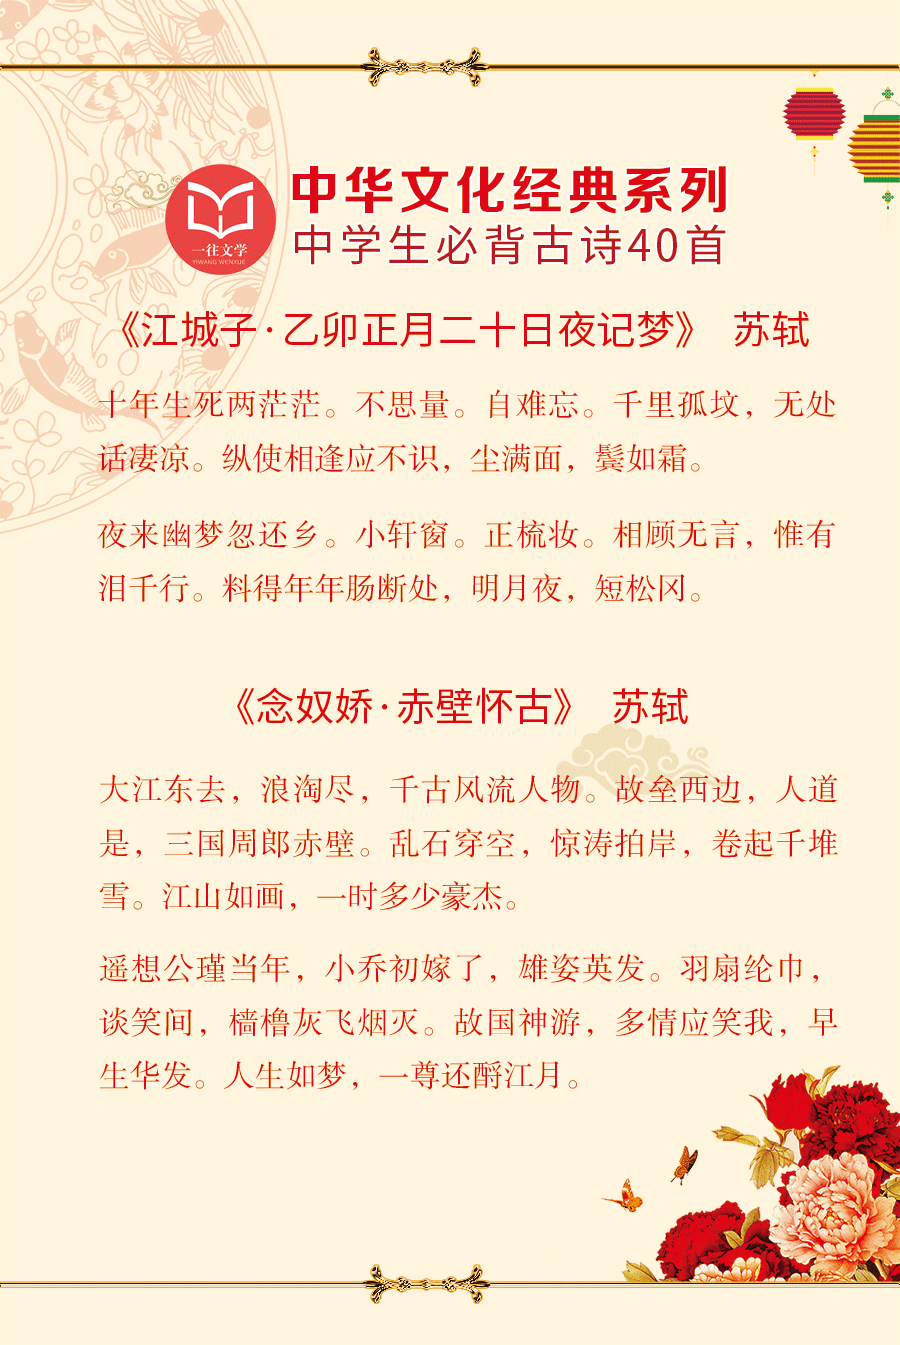 中华文化经典系列
中学生必背古诗40首
一往文学
YIWANG WENXUE
《江城子·乙卯正月二十日夜记梦》 苏轼
十年生死两茫茫。不思量。自难忘。千里孤坟，无处
话凄凉。纵使相逢应不识，尘满面，鬓如霜。
夜来幽梦忽还乡。小轩窗。正梳妆。相顾无言，惟有
泪千行。料得年年肠断处，明月夜，短松冈。
《念奴娇·赤壁怀古》 苏轼
大江东去，浪淘尽，千古风流人物。故垒西边，人道
是，三国周郎赤壁。乱石穿空，惊涛拍岸，卷起千堆
雪。江山如画，一时多少豪杰。
遥想公瑾当年，小乔初嫁了，雄姿英发。羽扇纶巾，
谈笑间，樯橹灰飞烟灭。故国神游，多情应笑我，早
生华发。人生如梦，一尊还酹江月。